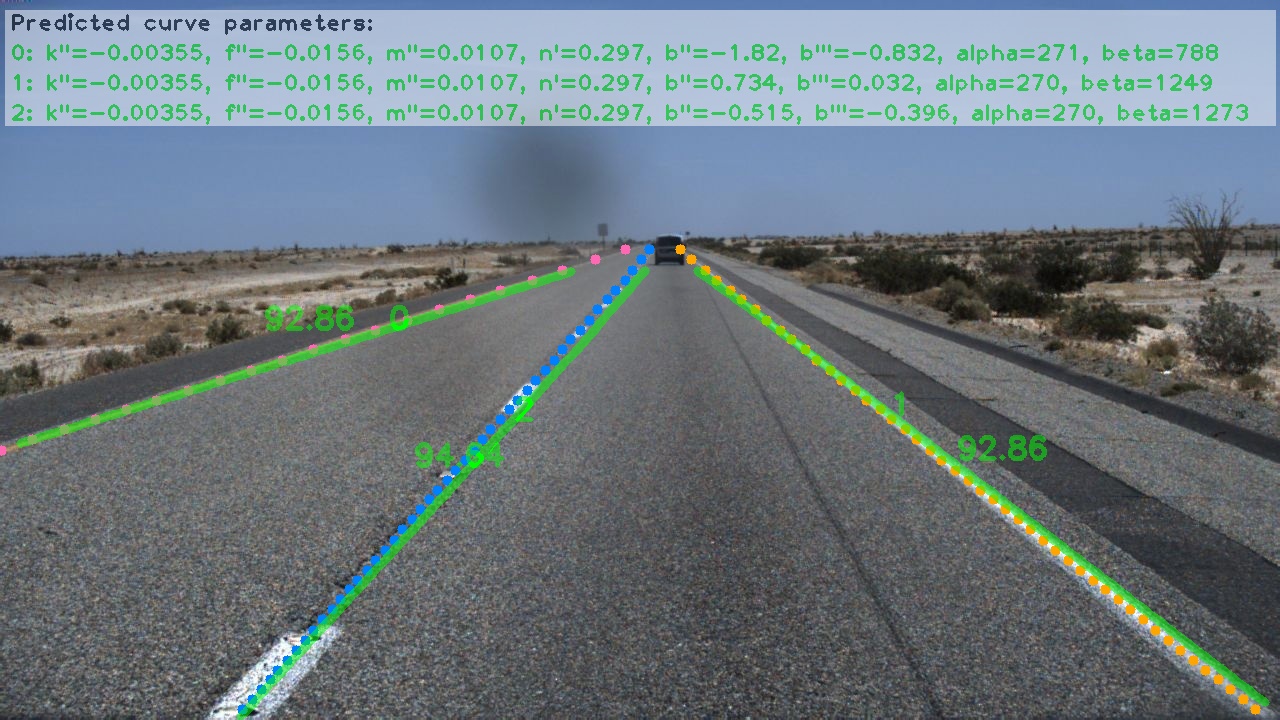 Predicted curve parameters:
0: k''=-0.00355, f''=-0.0156, m''=0.0107, n'=0.297, b''=-1.82, b'''=-0.832, alpha=271, beta=788
1: k''=-0.00355, f''=-0.0156, m''=0.0107, n'=0.297, b''=0.734, b'''=0.032, alpha=270, beta=1249
2: k''=-0.00355, f''=-0.0156, m''=0.0107, n'=0.297, b''=-0.515, b'''=-0.396, alpha=270, beta=1273
92.86 0
1
92.86